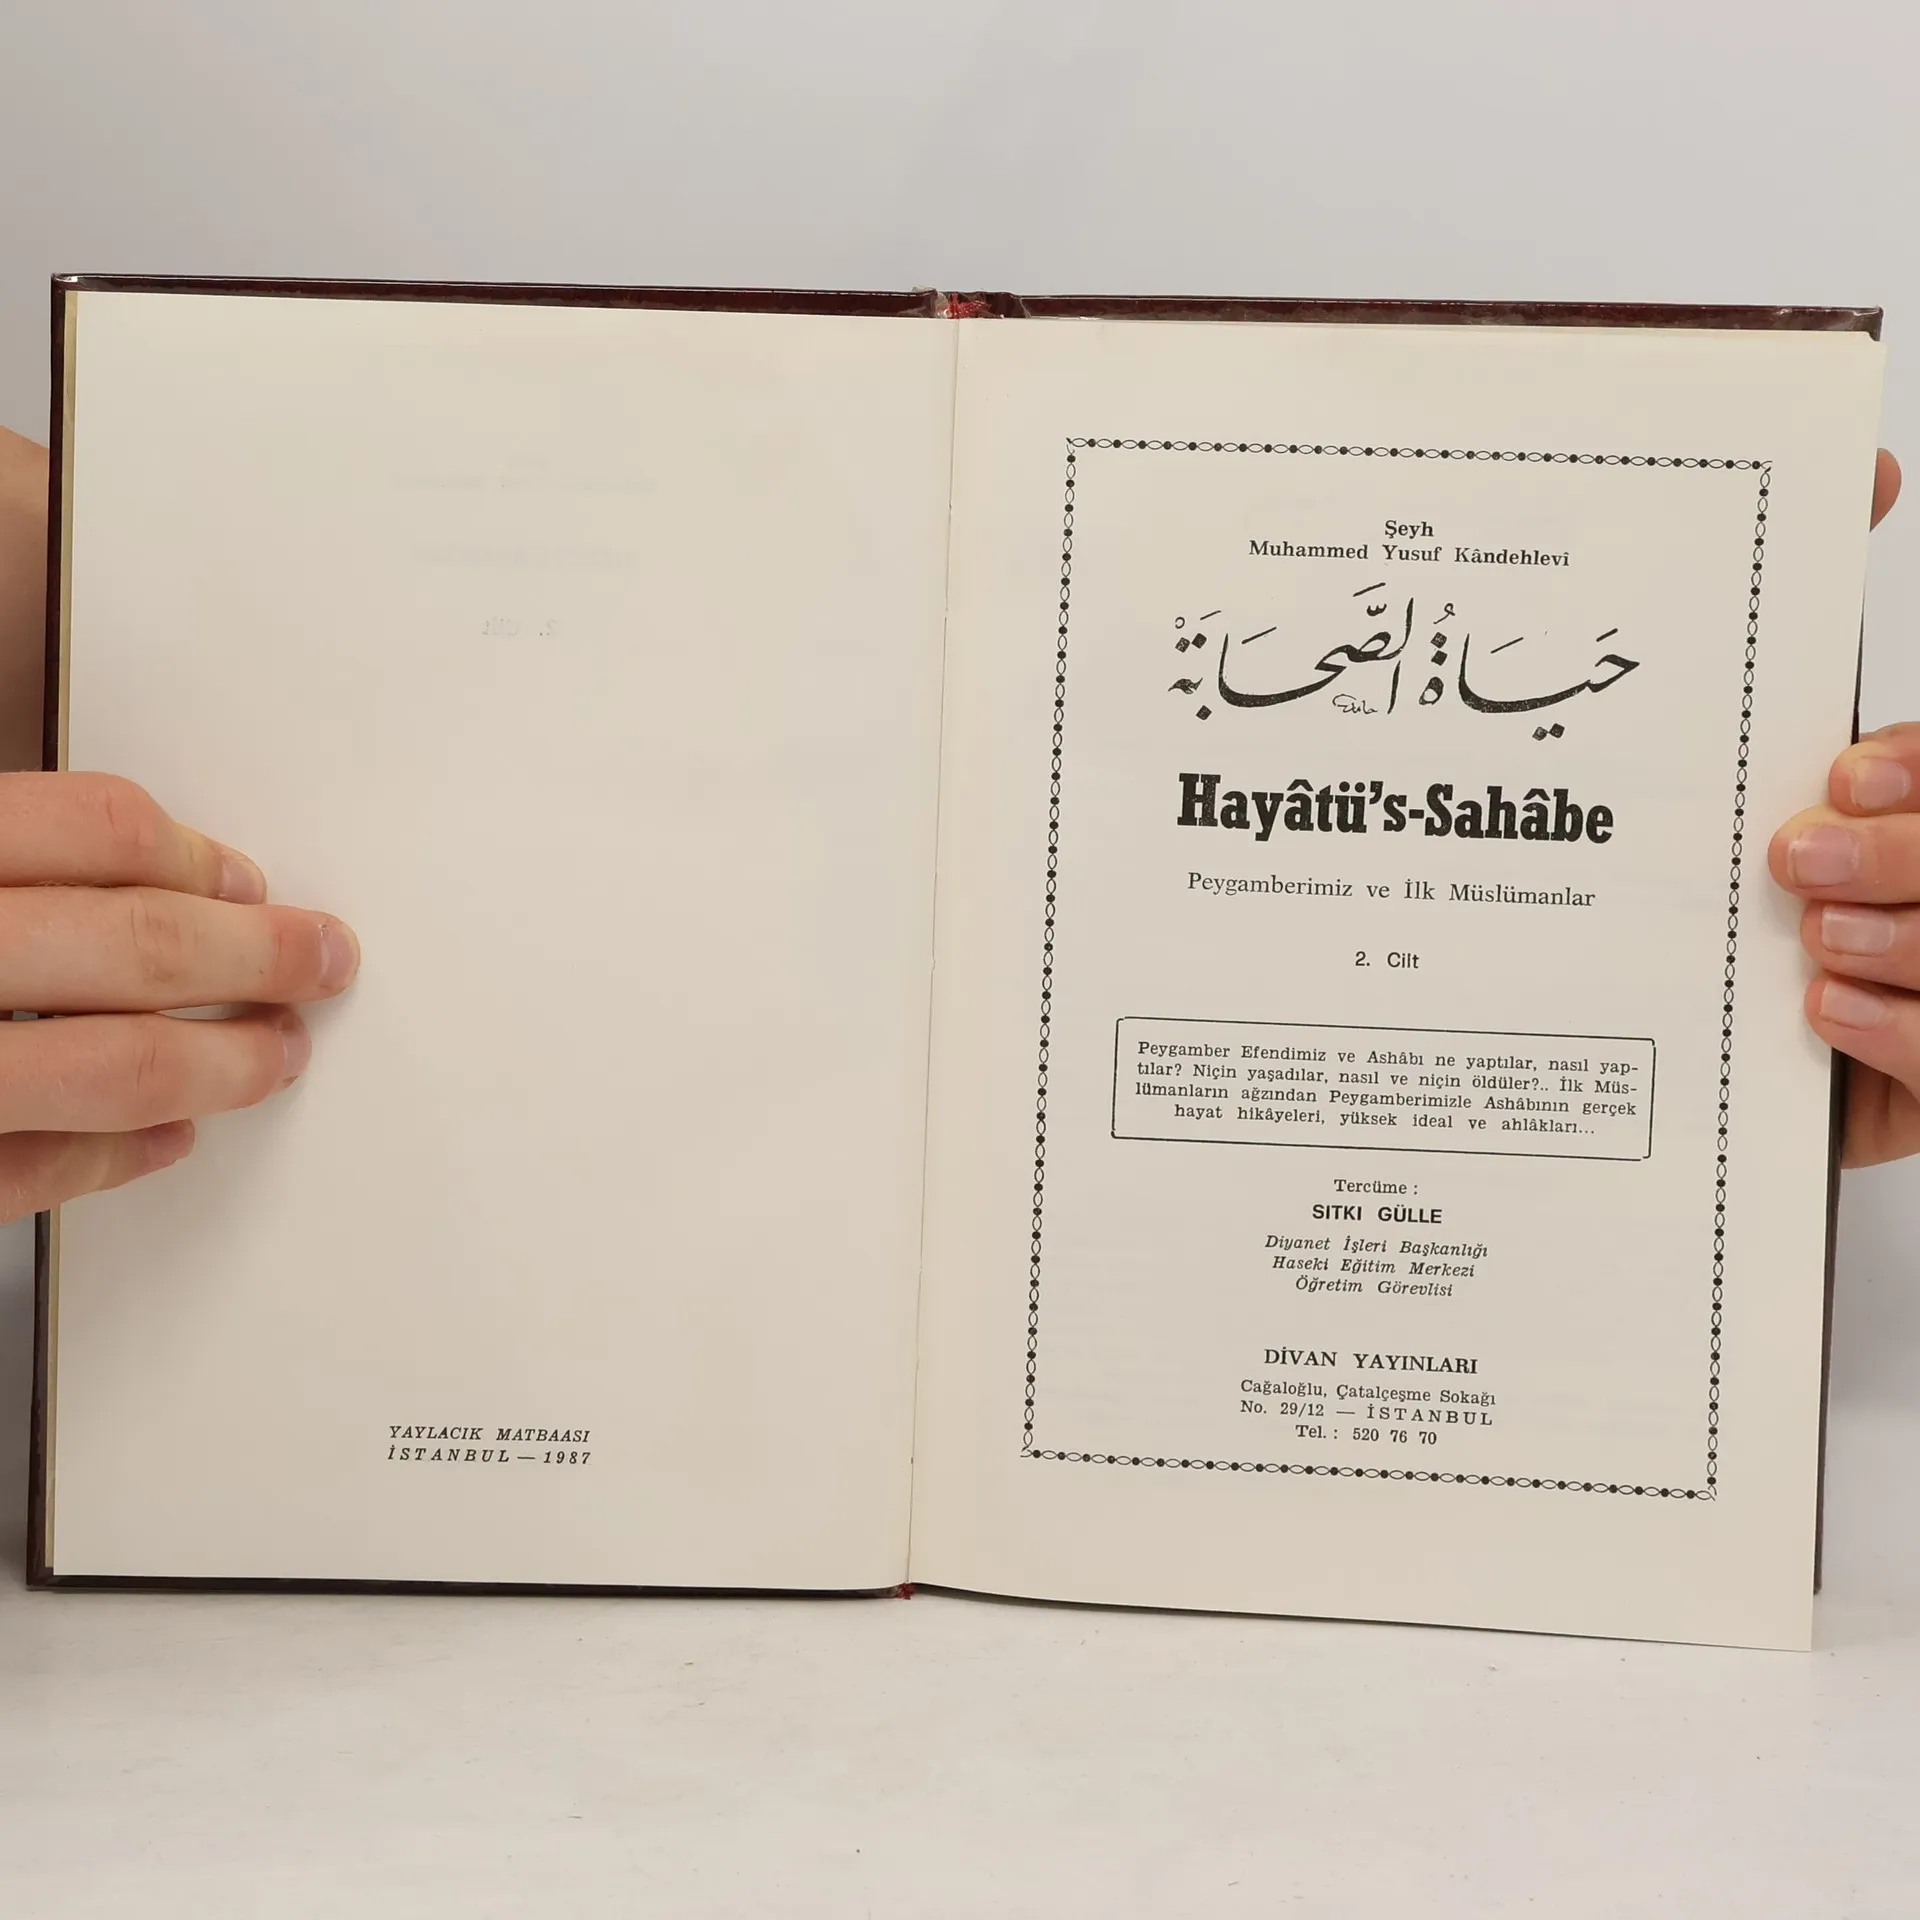 YAYLACIK MATBAASI
İSTANBUL — 1987
Şeyh
Muhammed Yusuf Kândehlevî
حَيَاةُ الصَّحَابَةْ
Hayâtü's-Sahâbe
Peygamberimiz ve İlk Müslümanlar
2. Cilt
Peygamber Efendimiz ve Ashâbı ne yaptılar, nasıl yap-
tılar? Niçin yaşadılar, nasıl ve niçin öldüler?.. İlk Müs-
lümanların ağzından Peygamberimizle Ashâbının gerçek
hayat hikâyeleri, yüksek ideal ve ahlâkları...
Tercüme :
SITKI GÜLLE
Diyanet İşleri Başkanlığı
Haseki Eğitim Merkezi
Öğretim Görevlisi
DİVAN YAYINLARI
Cağaloğlu, Çatalçeşme Sokağı
No. 29/12 — İSTANBUL
Tel. : 520 76 70